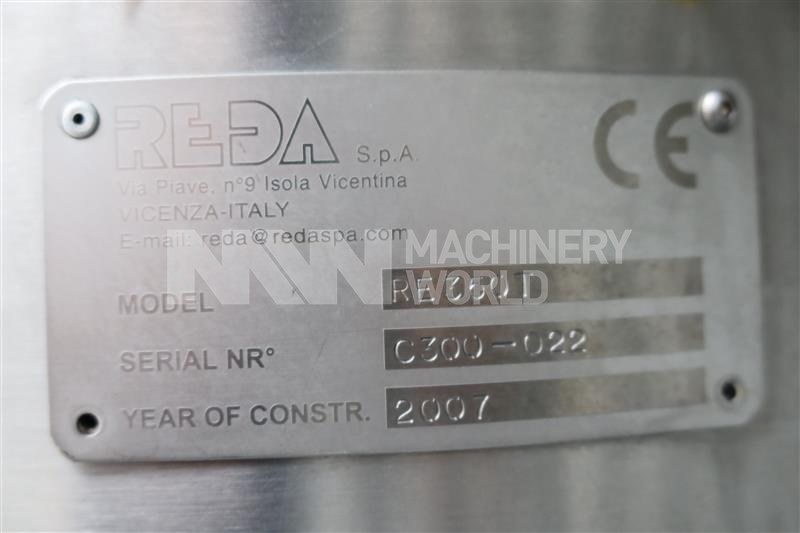 REDA S.p.A.
CE
Via Piave, n°9 Isola Vicentina
VICENZA-ITALY
E-mail: reda@redaspa.com
MW MACHINERY WORLD
MODEL
SERIAL NR° C300-022
YEAR OF CONSTR. 2007